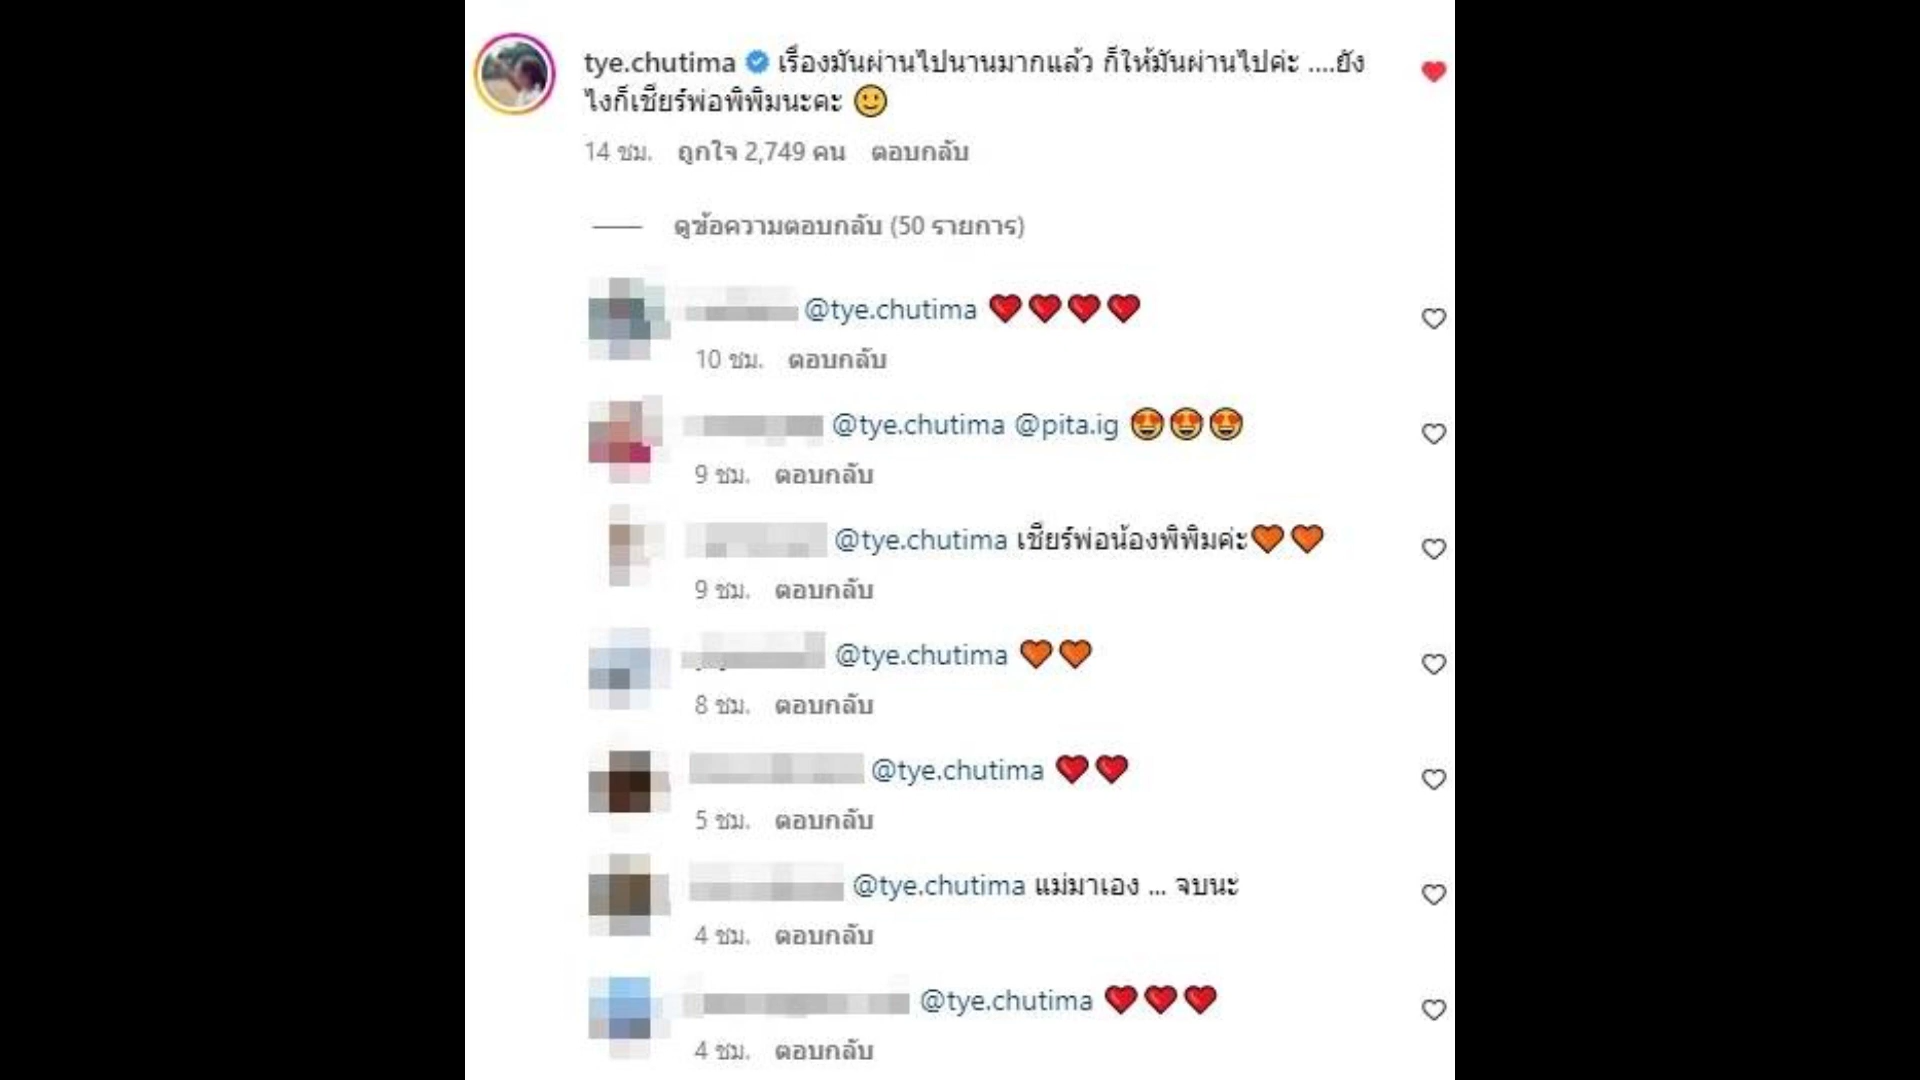 tye.chutima เรื่องมันผ่านไปนานมากแล้ว ก็ให้มันผ่านไปค่ะ ....ยัง
ไงก็เชียร์พ่อพิพิมนะคะ 🙂
14 ชม. ถูกใจ 2,749 คน ตอบกลับ
ดูข้อความตอบกลับ (50 รายการ)
@tye.chutima ❤️❤️❤️❤️
10 ชม. ตอบกลับ
@tye.chutima @pita.ig 😍😍😍
9 ชม. ตอบกลับ
@tye.chutima เชียร์พ่อน้องพิพิมค่ะ🧡🧡
9 ชม. ตอบกลับ
@tye.chutima 🧡🧡
8 ชม. ตอบกลับ
@tye.chutima ❤️❤️
5 ชม. ตอบกลับ
@tye.chutima แม่มาเอง ... จบนะ
4 ชม. ตอบกลับ
@tye.chutima ❤️❤️❤️
4 ชม. ตอบกลับ